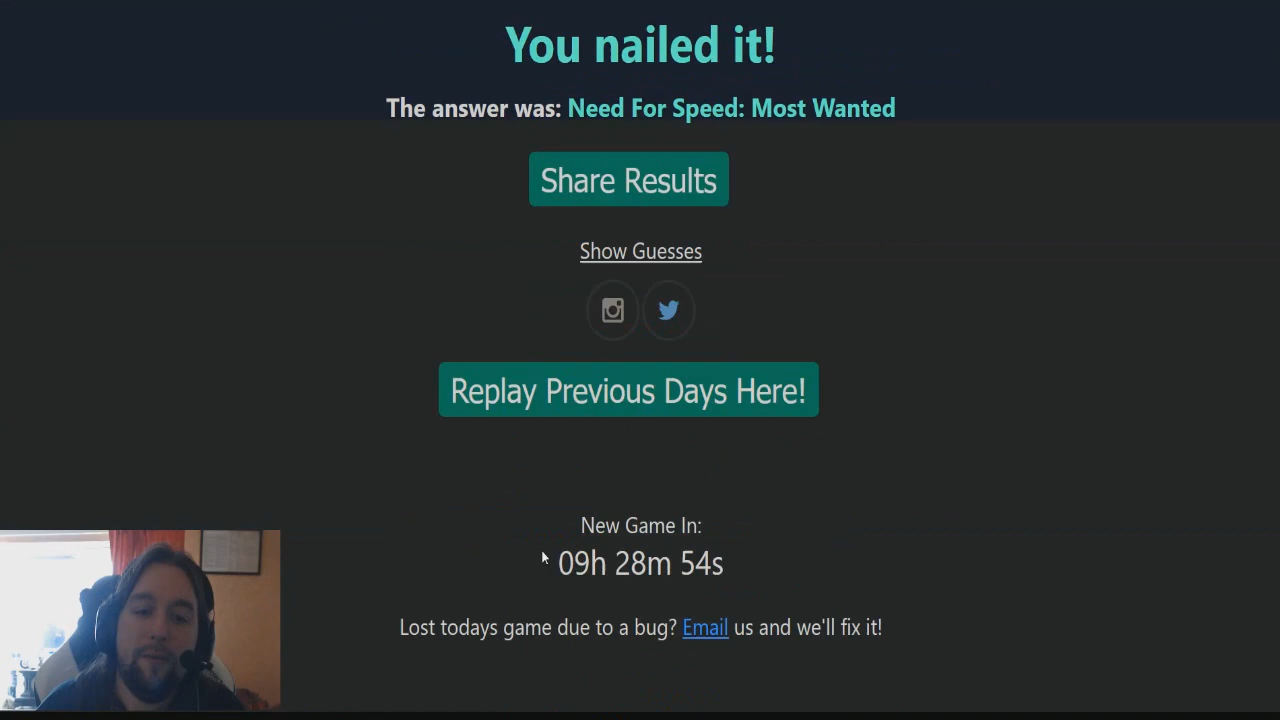 You nailed it!
The answer was: Need For Speed: Most Wanted
Share Results
Show Guesses
Replay Previous Days Here!
New Game In:
09h 28m 54s
Lost todays game due to a bug? Email us and we'll fix it!